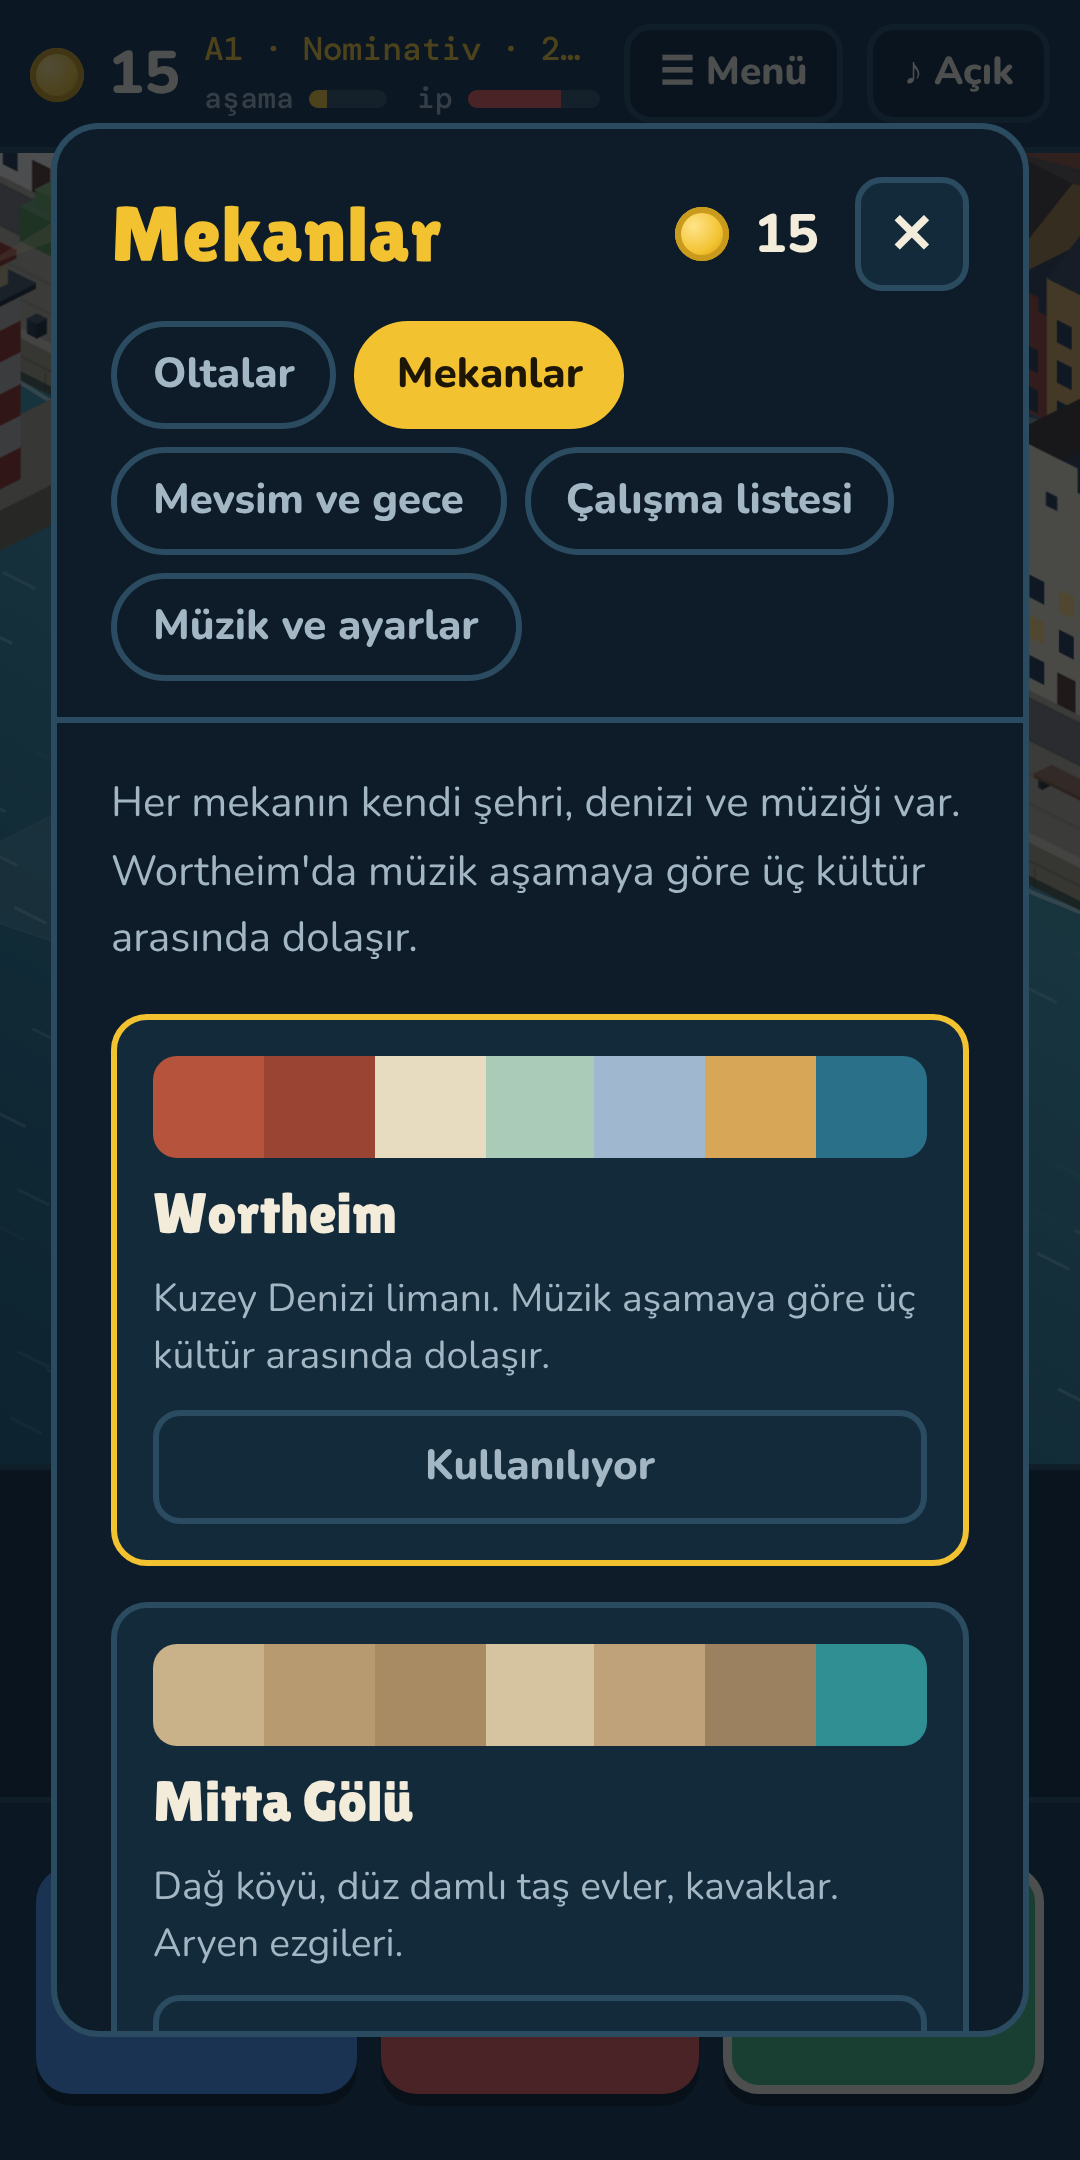 15
A1 · Nominativ · 2…
aşama ip
☰ Menü
♪ Açık
Mekanlar
15
✕
Oltalar
Mekanlar
Mevsim ve gece
Çalışma listesi
Müzik ve ayarlar
Her mekanın kendi şehri, denizi ve müziği var.
Wortheim'da müzik aşamaya göre üç kültür
arasında dolaşır.
Wortheim
Kuzey Denizi limanı. Müzik aşamaya göre üç
kültür arasında dolaşır.
Kullanılıyor
Mitta Gölü
Dağ köyü, düz damlı taş evler, kavaklar.
Aryen ezgileri.